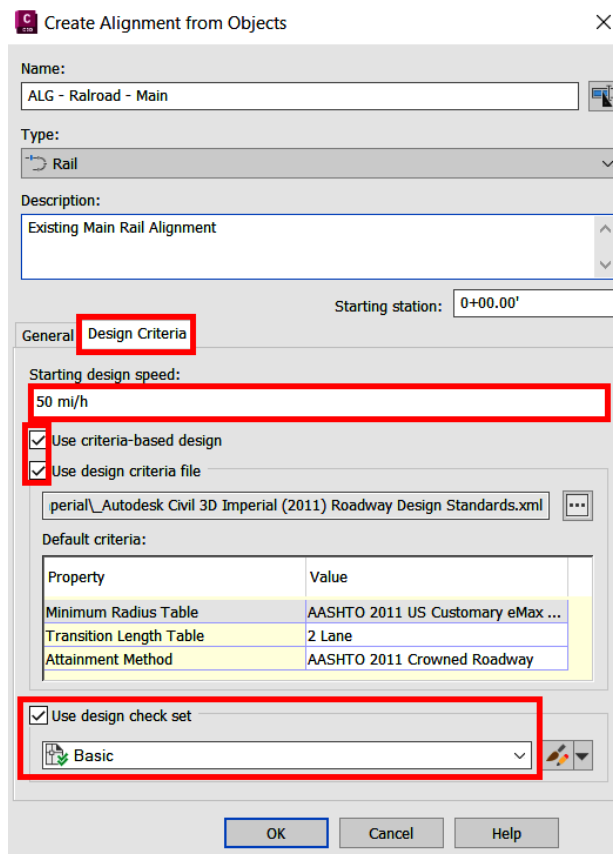 Create Alignment from Objects
Name:
ALG - Ralroad - Main
Type:
Rail
Description:
Existing Main Rail Alignment
Starting station: 0+00.00'
General Design Criteria
Starting design speed:
50 mi/h
Use criteria-based design
Use design criteria file
perial\_Autodesk Civil 3D Imperial (2011) Roadway Design Standards.xml ...
Default criteria:
Property Value
Minimum Radius Table AASHTO 2011 US Customary eMax ...
Transition Length Table 2 Lane
Attainment Method AASHTO 2011 Crowned Roadway
Use design check set
Basic
OK Cancel Help